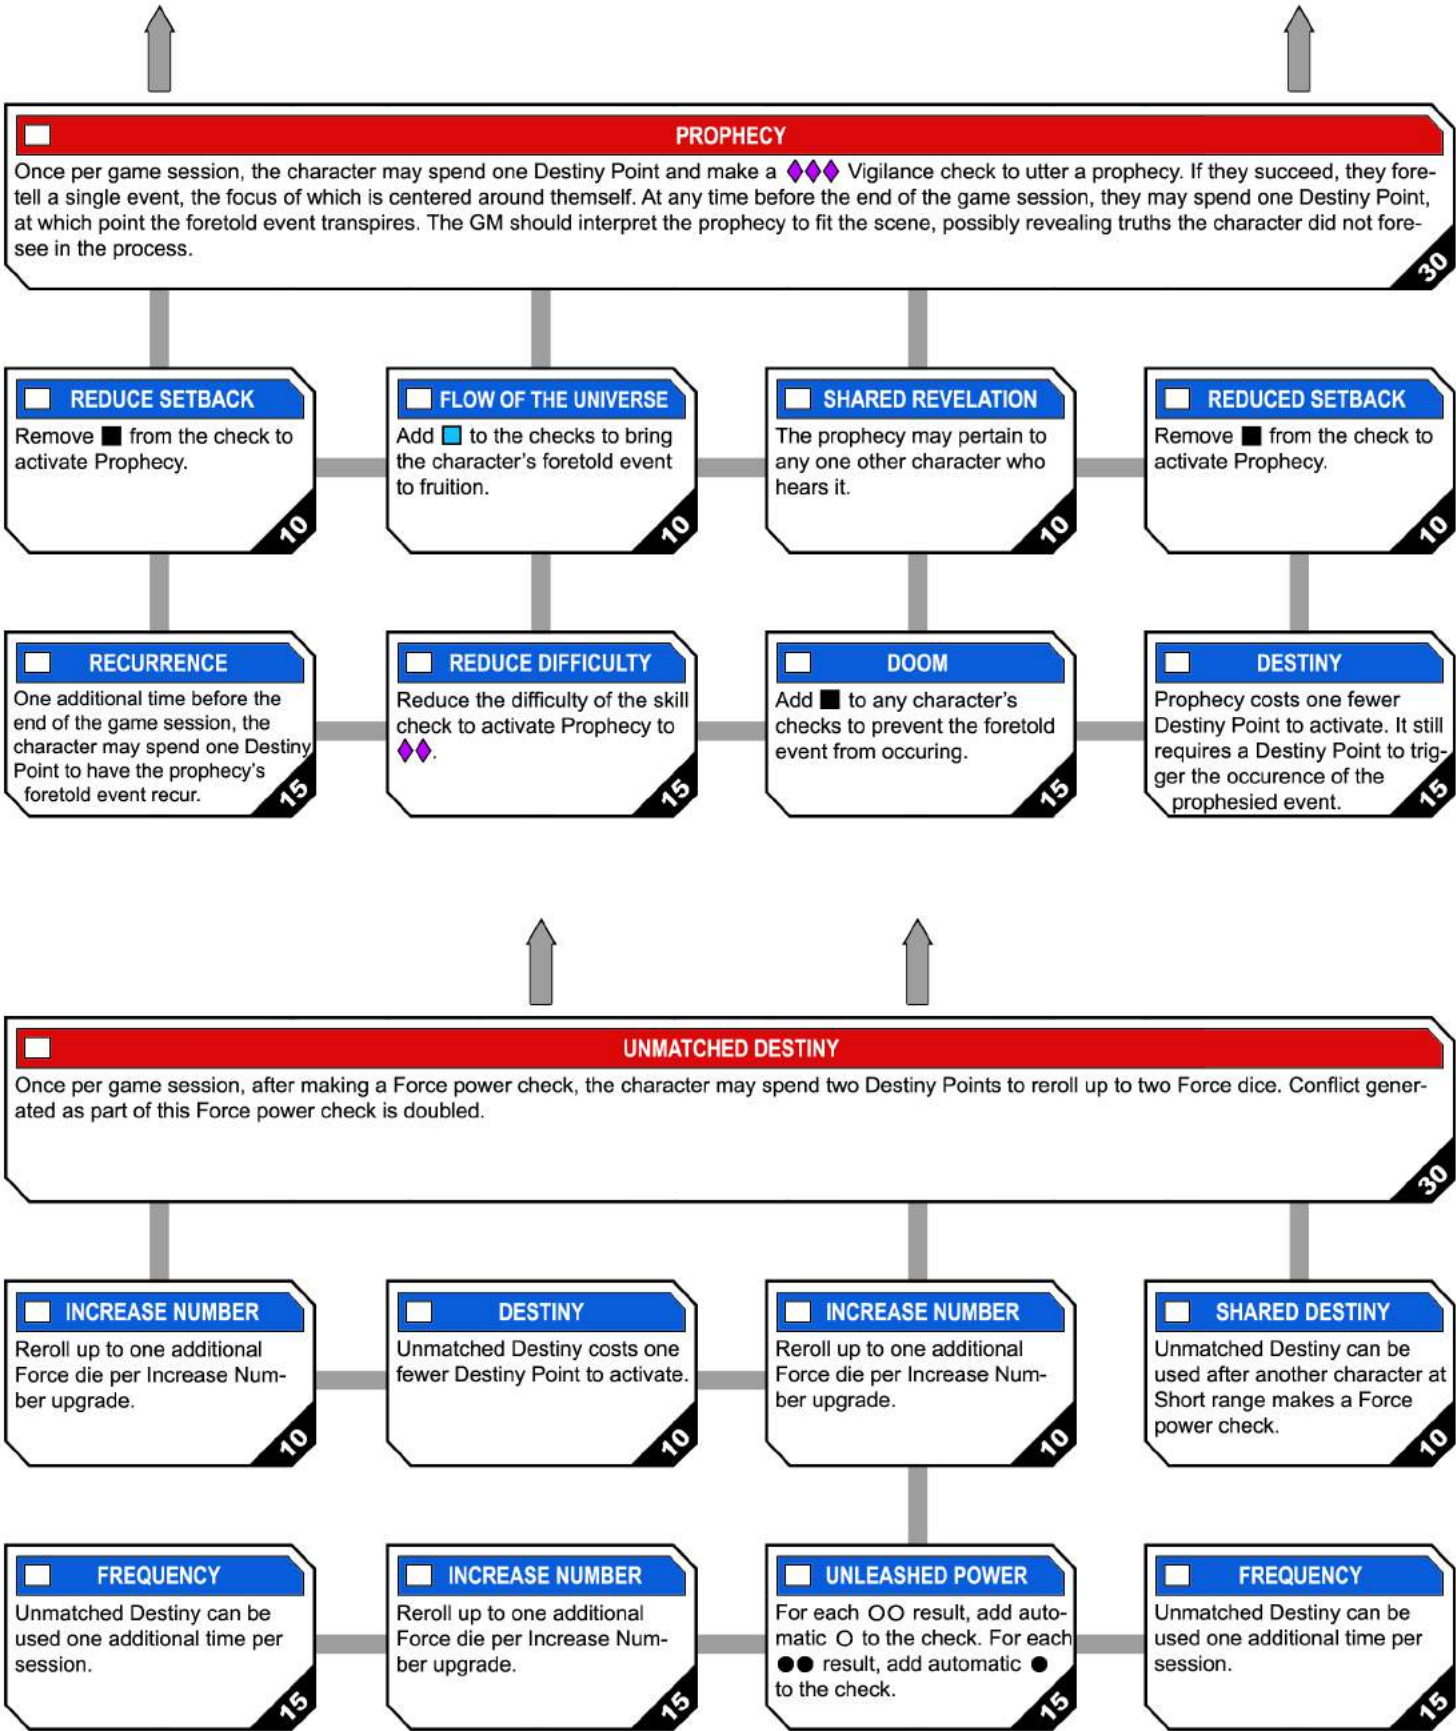 PROPHECY
Once per game session, the character may spend one Destiny Point and make a ♦♦♦ Vigilance check to utter a prophecy. If they succeed, they fore-
tell a single event, the focus of which is centered around themself. At any time before the end of the game session, they may spend one Destiny Point,
at which point the foretold event transpires. The GM should interpret the prophecy to fit the scene, possibly revealing truths the character did not fore-
see in the process.
30
REDUCE SETBACK
Remove ■ from the check to
activate Prophecy.
10
FLOW OF THE UNIVERSE
Add ■ to the checks to bring
the character's foretold event
to fruition.
10
SHARED REVELATION
The prophecy may pertain to
any one other character who
hears it.
10
REDUCED SETBACK
Remove ■ from the check to
activate Prophecy.
10
RECURRENCE
One additional time before the
end of the game session, the
character may spend one Destiny
Point to have the prophecy's
foretold event recur.
15
REDUCE DIFFICULTY
Reduce the difficulty of the skill
check to activate Prophecy to
♦♦.
15
DOOM
Add ■ to any character's
checks to prevent the foretold
event from occuring.
15
DESTINY
Prophecy costs one fewer
Destiny Point to activate. It still
requires a Destiny Point to trig-
ger the occurence of the
prophesied event.
15
UNMATCHED DESTINY
Once per game session, after making a Force power check, the character may spend two Destiny Points to reroll up to two Force dice. Conflict gener-
ated as part of this Force power check is doubled.
30
INCREASE NUMBER
Reroll up to one additional
Force die per Increase Num-
ber upgrade.
10
DESTINY
Unmatched Destiny costs one
fewer Destiny Point to activate.
10
INCREASE NUMBER
Reroll up to one additional
Force die per Increase Num-
ber upgrade.
10
SHARED DESTINY
Unmatched Destiny can be
used after another character at
Short range makes a Force
power check.
10
FREQUENCY
Unmatched Destiny can be
used one additional time per
session.
15
INCREASE NUMBER
Reroll up to one additional
Force die per Increase Num-
ber upgrade.
15
UNLEASHED POWER
For each ○○ result, add auto-
matic ○ to the check. For each
●● result, add automatic ●
to the check.
15
FREQUENCY
Unmatched Destiny can be
used one additional time per
session.
15